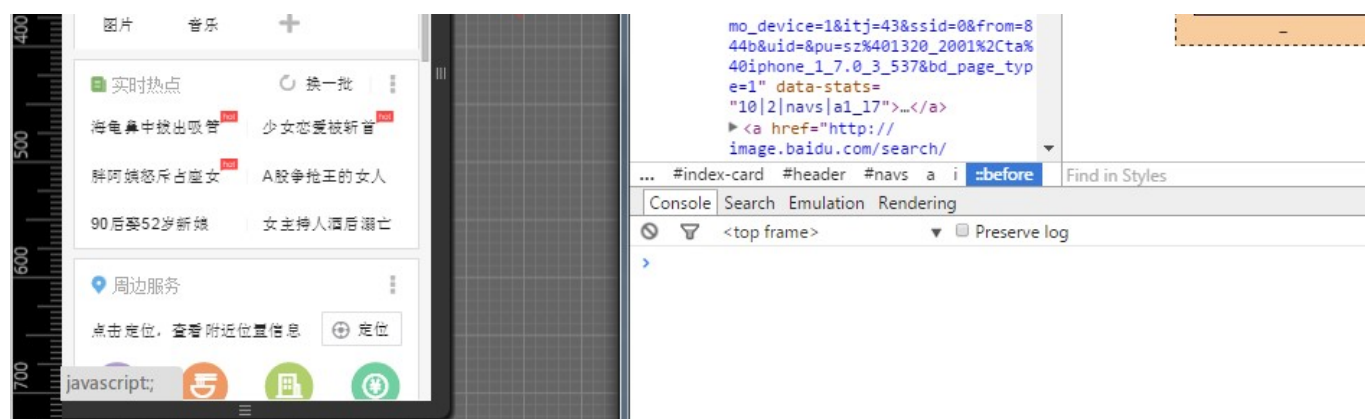 400
图片 音乐 +
实时热点 换一批
海龟鼻中拔出吸管 hot 少女恋爱被斩首 hot
500
胖阿姨怒斥占座女 hot A股争抢王的女人
90后娶52岁新娘 女主持人酒后溺亡
600
周边服务
点击定位，查看附近位置信息 定位
700
javascript:;
mo_device=1&itj=43&ssid=0&from=8
44b&uid=&pu=sz%401320_2001%2Cta%
40iphone_1_7.0_3_537&bd_page_typ
e=1" data-stats=
"10|2|navs|a1_17">…</a>
<a href="http://
image.baidu.com/search/
... #index-card #header #navs a i ::before Find in Styles
Console Search Emulation Rendering
<top frame> Preserve log
>
–